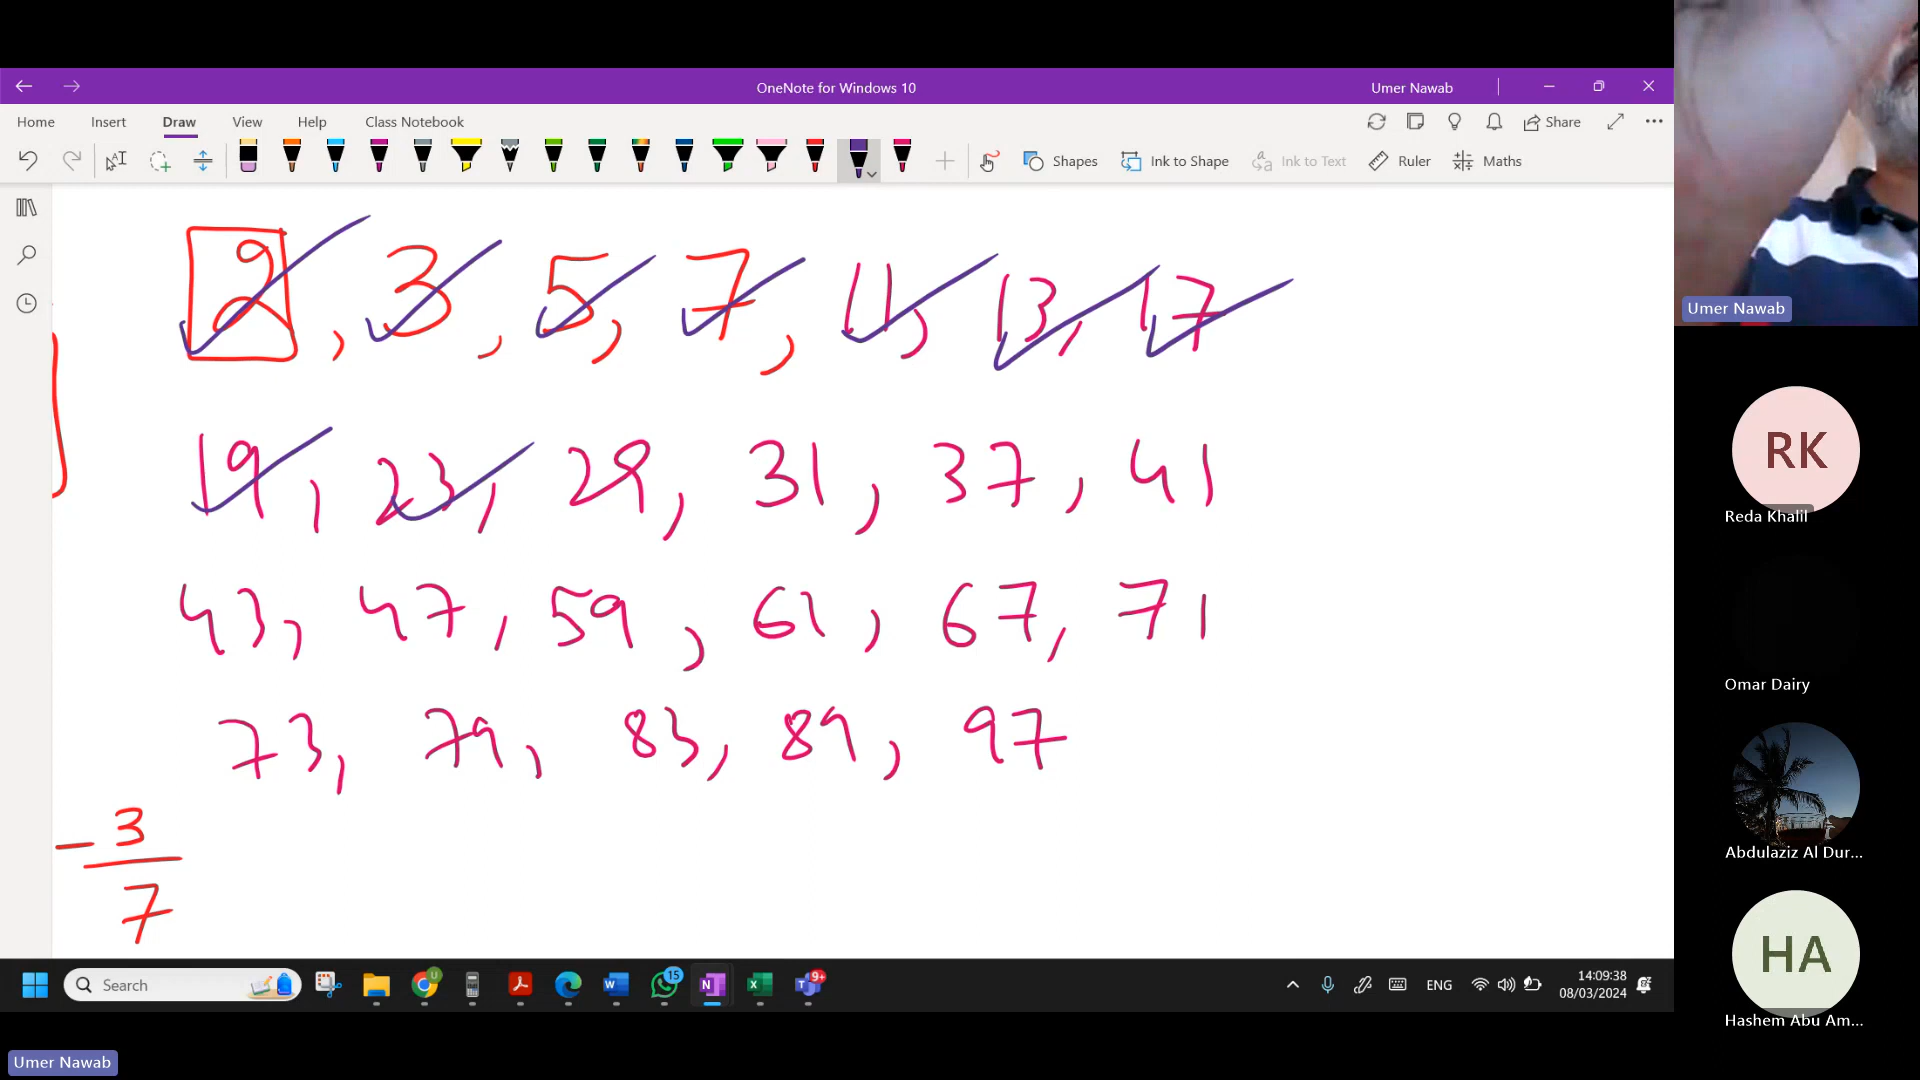 OneNote for Windows 10
Umer Nawab
Home Insert Draw View Help Class Notebook
Share
Shapes Ink to Shape Ink to Text Ruler Maths
2, 3, 5, 7, 11, 13, 17
19, 23, 29, 31, 37, 41
43, 47, 59, 61, 67, 71
73, 79, 83, 89, 97
- 3
7
Umer Nawab
RK
Reda Khalil
Omar Dairy
Abdulaziz Al Dur...
HA
Hashem Abu Am...
Search
U
W
15
N
X
T
9+
ENG
14:09:38
08/03/2024
Umer Nawab